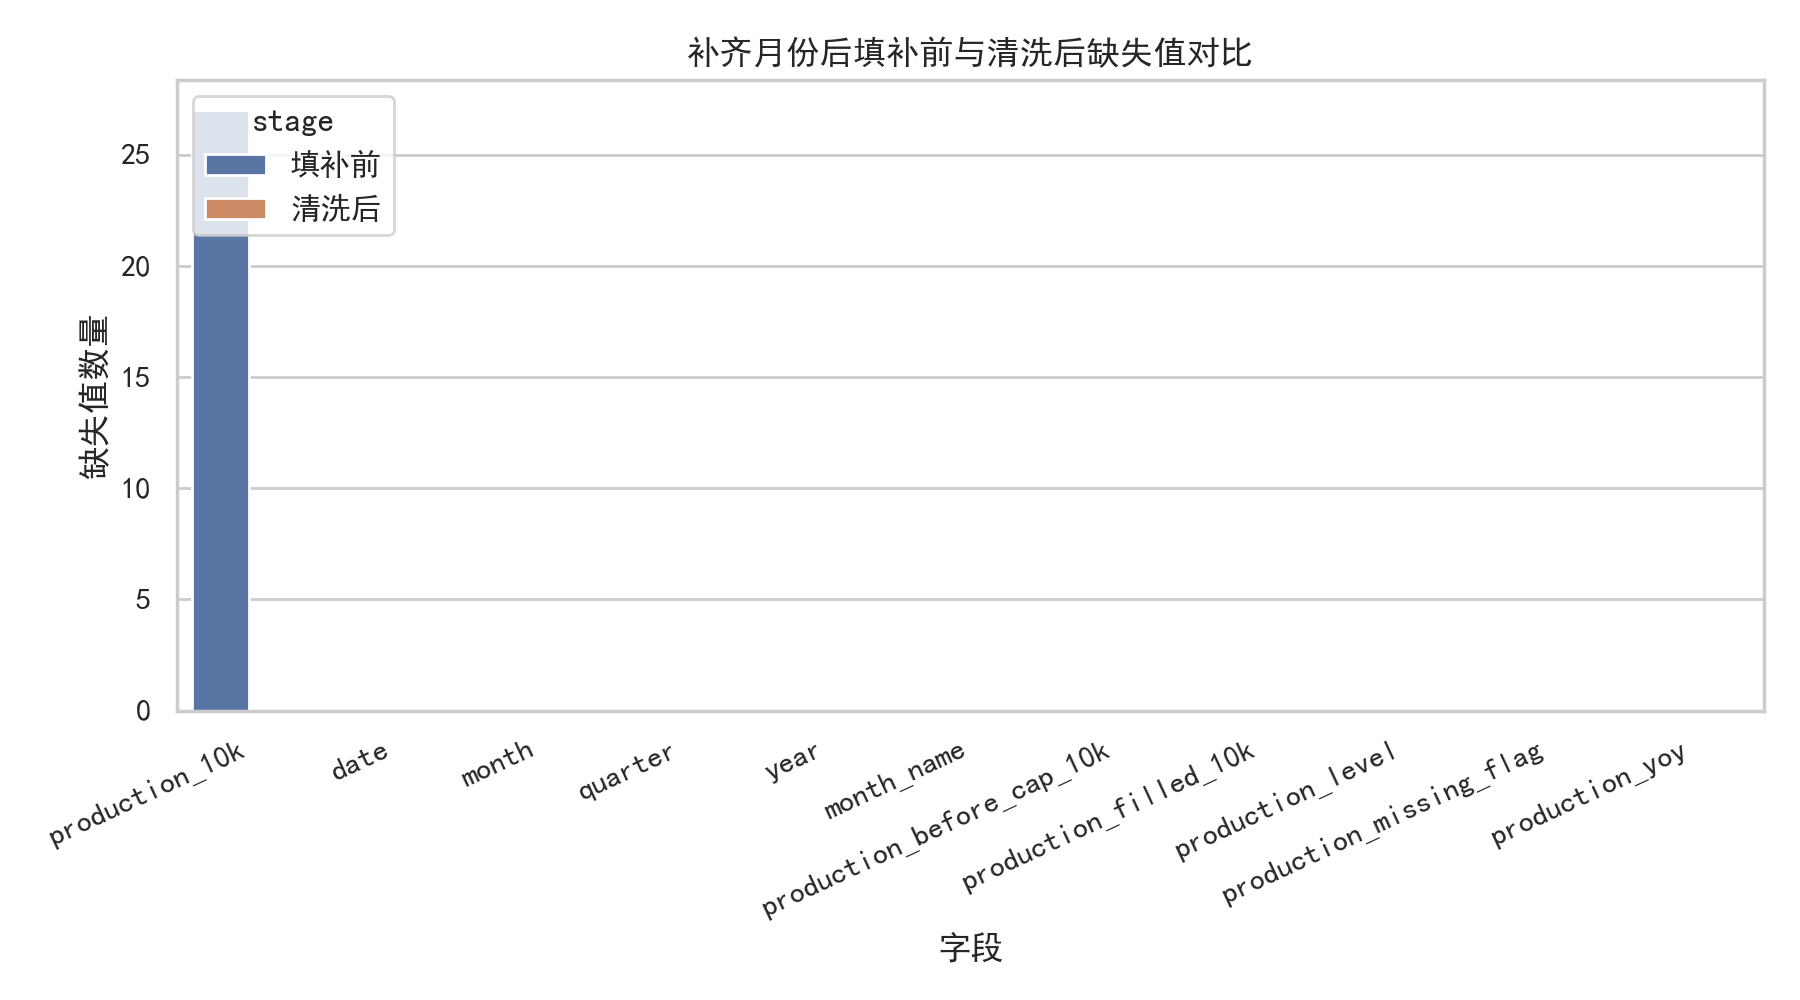 补齐月份后填补前与清洗后缺失值对比
stage
填补前
清洗后
缺失值数量
25
20
15
10
5
0
production_10k
date
month
quarter
year
month_name
production_before_cap_10k
production_filled_10k
production_level
production_missing_flag
production_yoy
字段